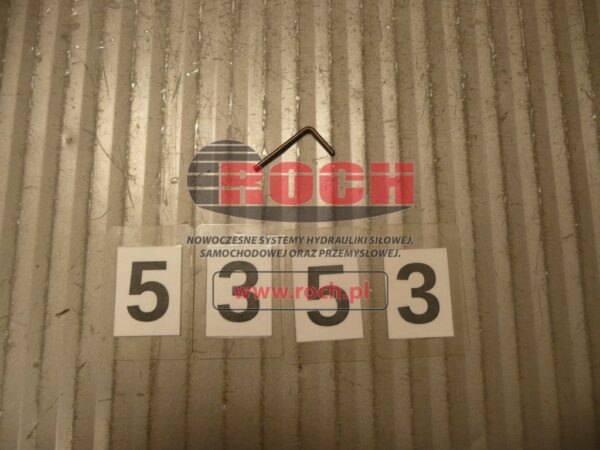 ROCH
NOWOCZESNE SYSTEMY HYDRAULIKI SIŁOWEJ,
SAMOCHODOWEJ ORAZ PRZEMYSŁOWEJ.
5 3 5 3
www.roch.pl